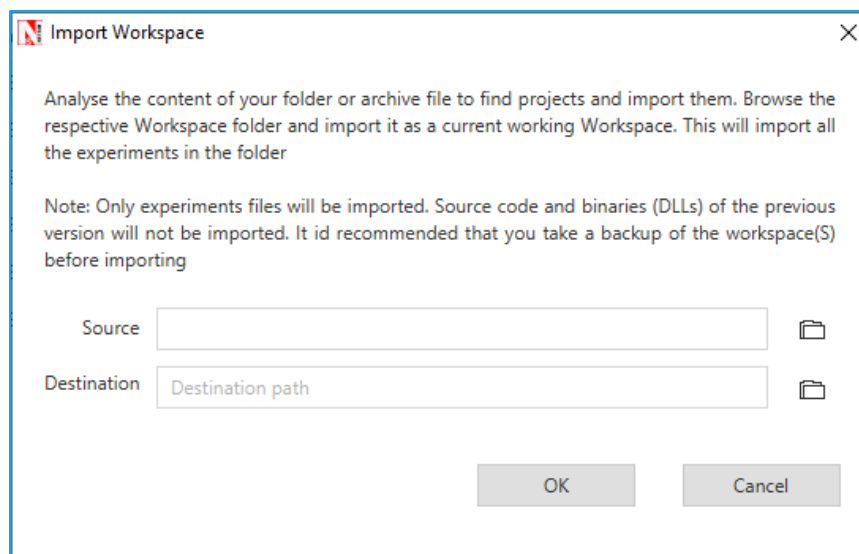 Import Workspace
Analyse the content of your folder or archive file to find projects and import them. Browse the
respective Workspace folder and import it as a current working Workspace. This will import all
the experiments in the folder
Note: Only experiments files will be imported. Source code and binaries (DLLs) of the previous
version will not be imported. It id recommended that you take a backup of the workspace(S)
before importing
Source
Destination Destination path
OK Cancel